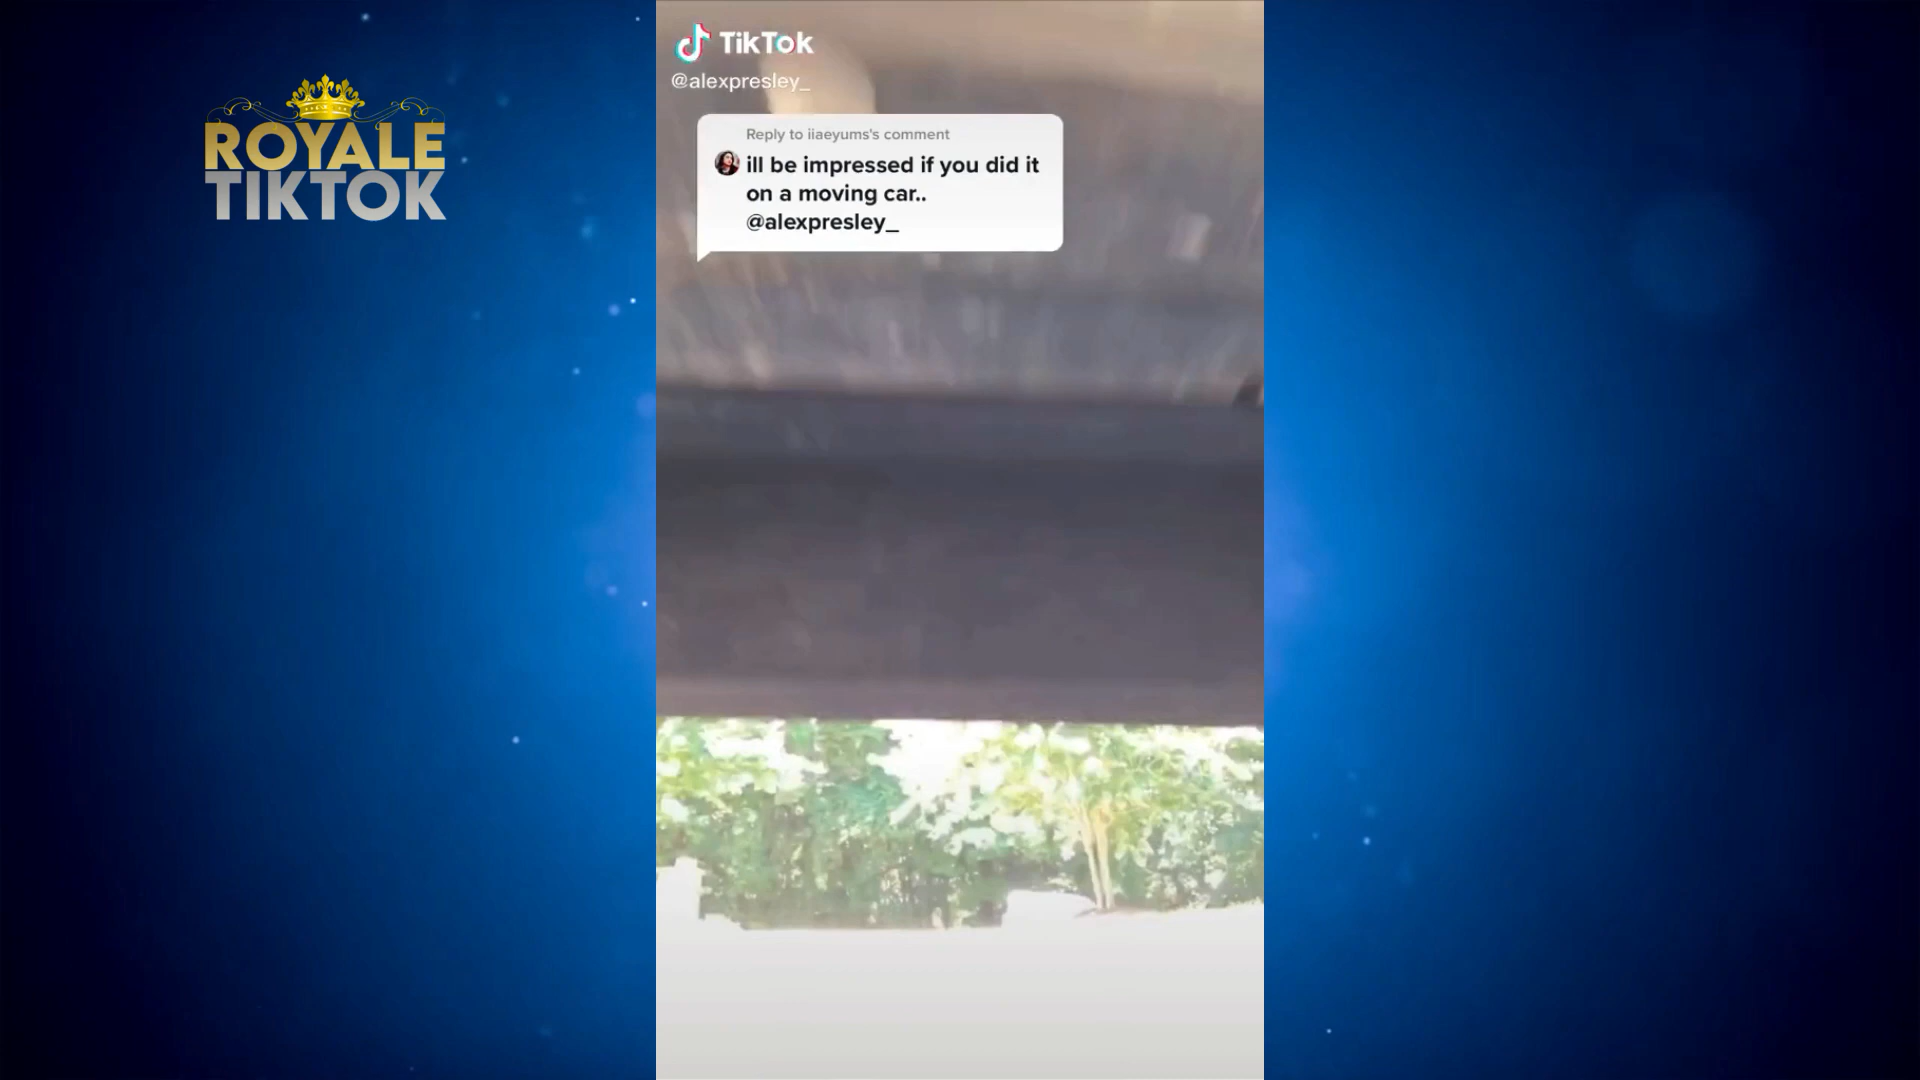 ROYALE
TIKTOK
TikTok
@alexpresley_
Reply to iiaeyums's comment
ill be impressed if you did it
on a moving car..
@alexpresley_